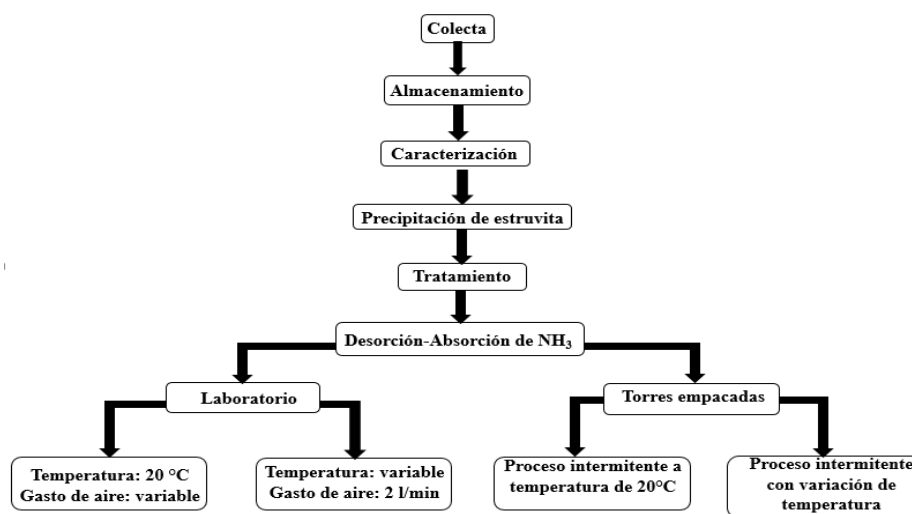 Colecta
Almacenamiento
Caracterización
Precipitación de estruvita
Tratamiento
Desorción-Absorción de NH₃
Laboratorio
Torres empacadas
Temperatura: 20 °C
Gasto de aire: variable
Temperatura: variable
Gasto de aire: 2 l/min
Proceso intermitente a
temperatura de 20°C
Proceso intermitente
con variación de
temperatura